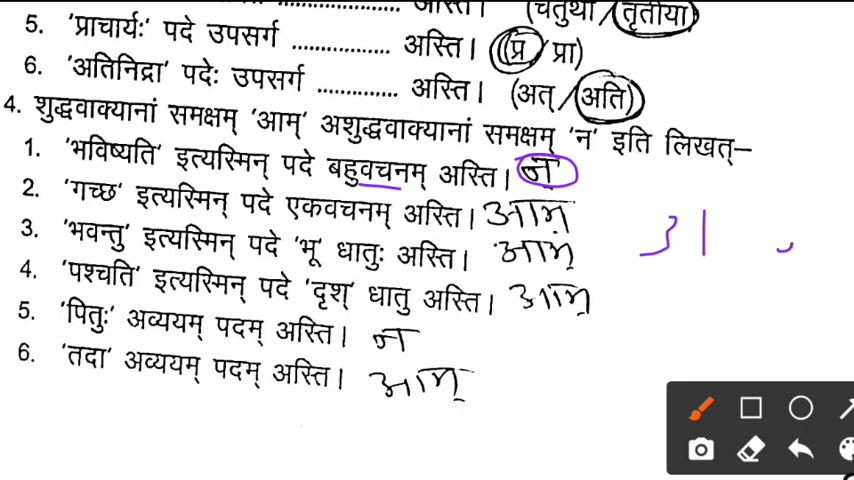 .................... अस्ति। (चतुर्थी/तृतीया)
5. 'प्राचार्यः' पदे उपसर्ग ................ अस्ति। (प्र/प्रा)
6. 'अतिनिद्रा' पदेः उपसर्ग .............. अस्ति। (अत्/अति)
4. शुद्धवाक्यानां समक्षम् 'आम्' अशुद्धवाक्यानां समक्षम् 'न' इति लिखत्–
1. 'भविष्यति' इत्यस्मिन् पदे बहुवचनम् अस्ति। न
2. 'गच्छ' इत्यस्मिन् पदे एकवचनम् अस्ति। आम्
3. 'भवन्तु' इत्यस्मिन् पदे 'भू' धातुः अस्ति। आम्
4. 'पश्चति' इत्यस्मिन् पदे 'दृश्' धातु अस्ति। आम्
5. 'पितुः' अव्ययम् पदम् अस्ति। न
6. 'तदा' अव्ययम् पदम् अस्ति। आम्